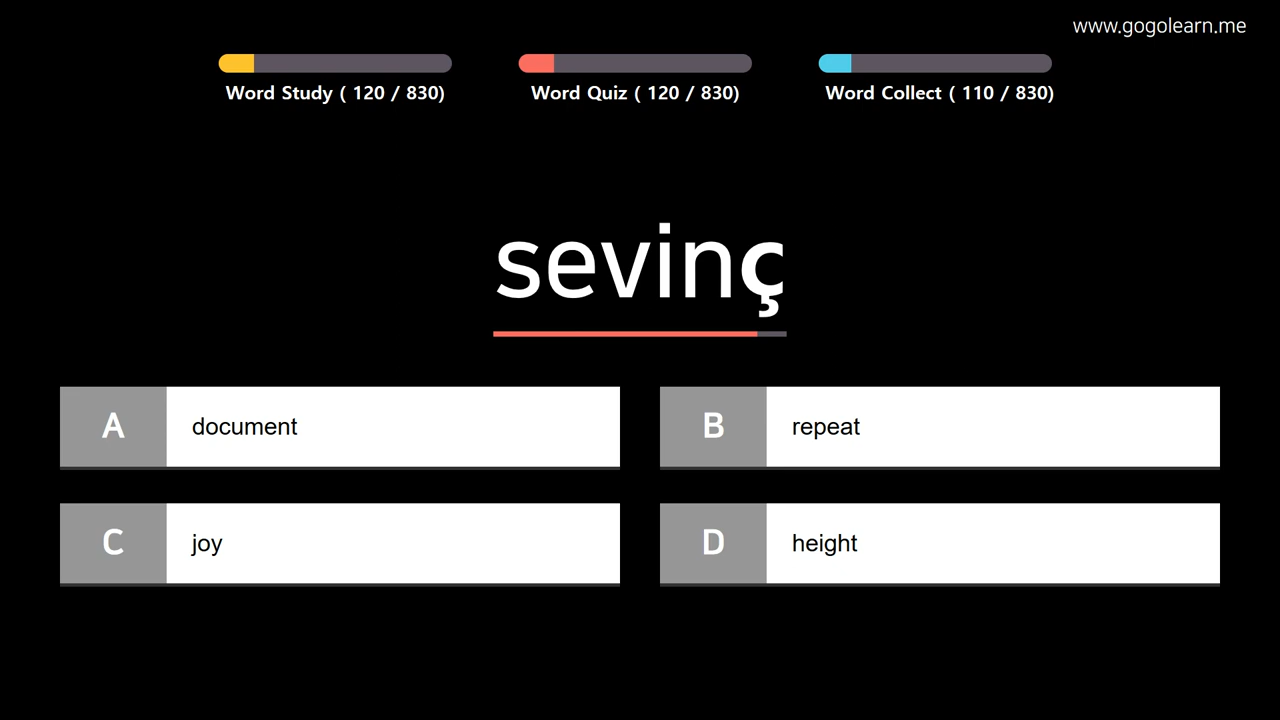 www.gogolearn.me
Word Study ( 120 / 830)
Word Quiz ( 120 / 830)
Word Collect ( 110 / 830)
sevinç
A document
B repeat
C joy
D height